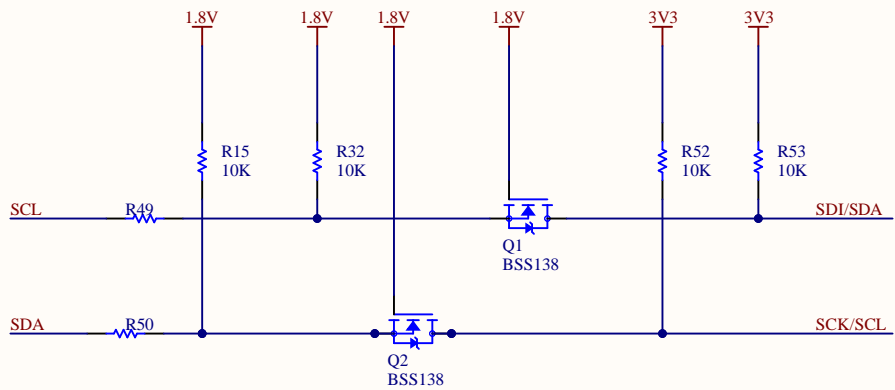 1.8V
1.8V
1.8V
1.8V
3V3
3V3
R15
10K
R32
10K
R52
10K
R53
10K
SCL
R49
SDI/SDA
Q1
BSS138
SDA
R50
SCK/SCL
Q2
BSS138